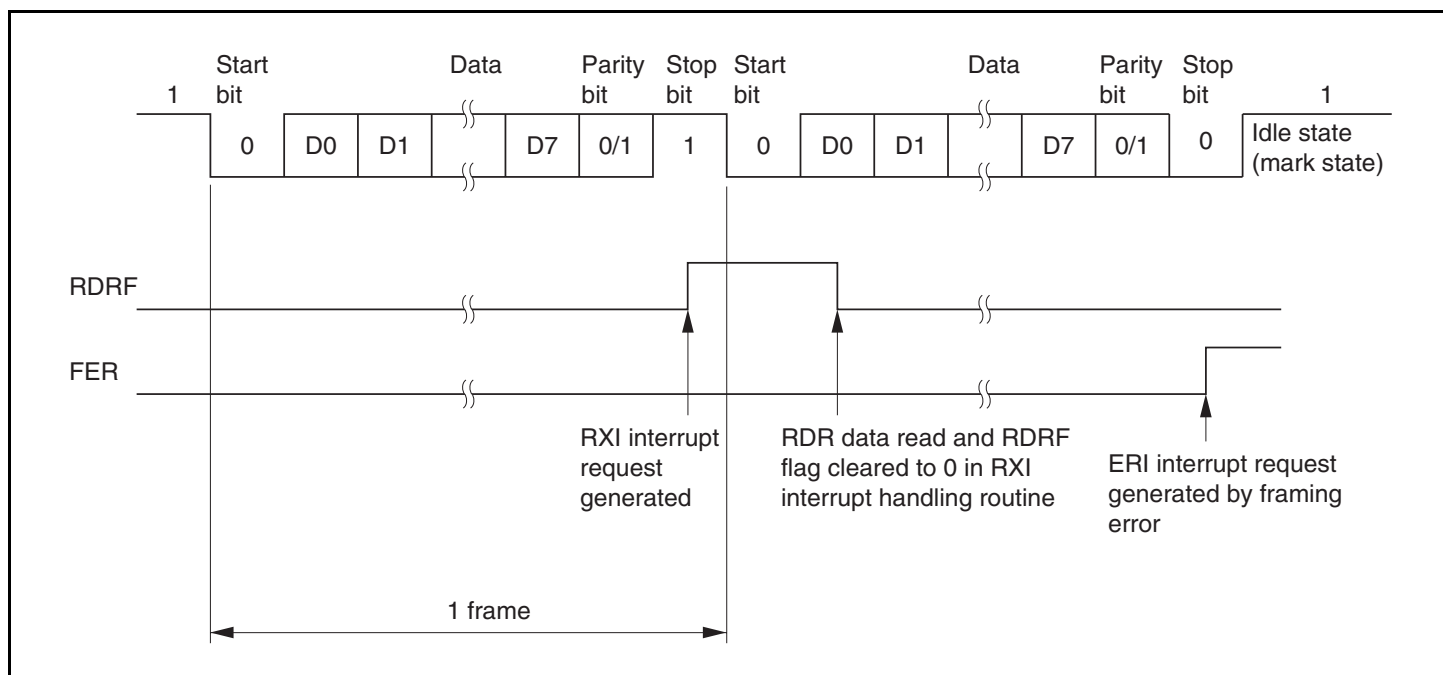 Start bit
Data
Parity bit
Stop bit
Start bit
Data
Parity bit
Stop bit
1
1
0
D0
D1
D7
0/1
1
0
D0
D1
D7
0/1
0
Idle state
(mark state)
RDRF
FER
RXI interrupt
request
generated
RDR data read and RDRF
flag cleared to 0 in RXI
interrupt handling routine
ERI interrupt request
generated by framing
error
1 frame